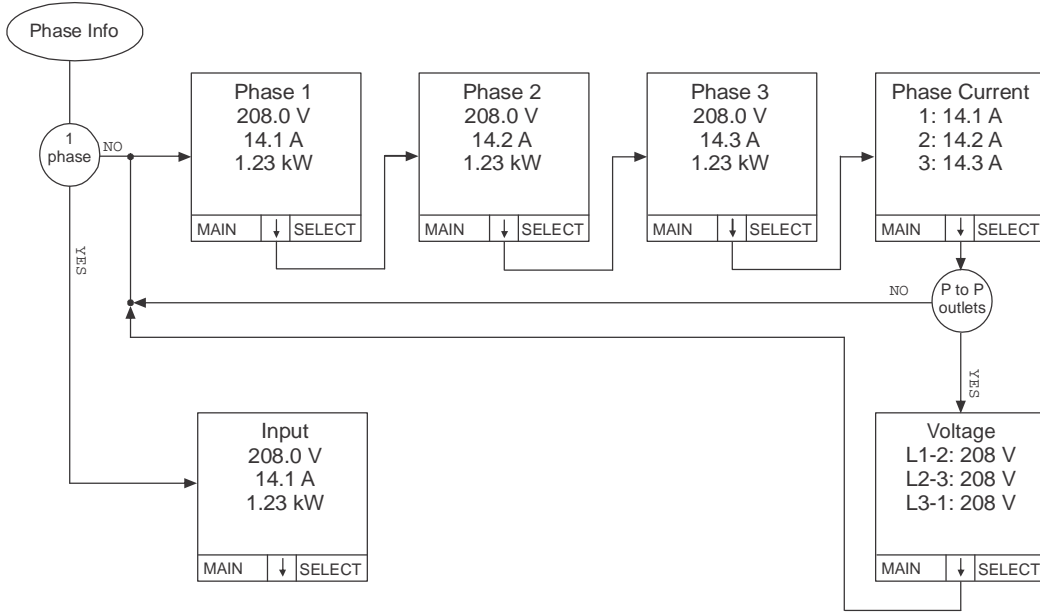 Phase Info
1
phase
NO
YES
Phase 1
208.0 V
14.1 A
1.23 kW
MAIN ↓ SELECT
Phase 2
208.0 V
14.2 A
1.23 kW
MAIN ↓ SELECT
Phase 3
208.0 V
14.3 A
1.23 kW
MAIN ↓ SELECT
Phase Current
1: 14.1 A
2: 14.2 A
3: 14.3 A
MAIN ↓ SELECT
P to P
outlets
NO
YES
Input
208.0 V
14.1 A
1.23 kW
MAIN ↓ SELECT
Voltage
L1-2: 208 V
L2-3: 208 V
L3-1: 208 V
MAIN ↓ SELECT